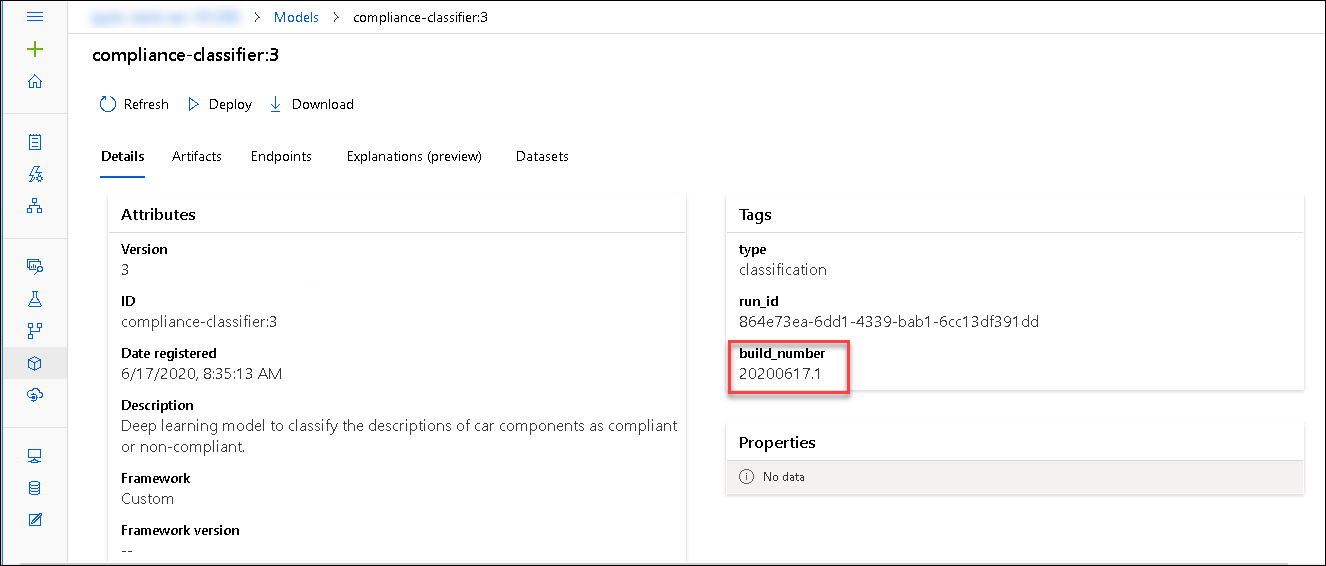 > Models > compliance-classifier:3
compliance-classifier:3
Refresh Deploy Download
Details Artifacts Endpoints Explanations (preview) Datasets
Attributes
Version
3
ID
compliance-classifier:3
Date registered
6/17/2020, 8:35:13 AM
Description
Deep learning model to classify the descriptions of car components as compliant
or non-compliant.
Framework
Custom
Framework version
--
Tags
type
classification
run_id
864e73ea-6dd1-4339-bab1-6cc13df391dd
build_number
20200617.1
Properties
No data